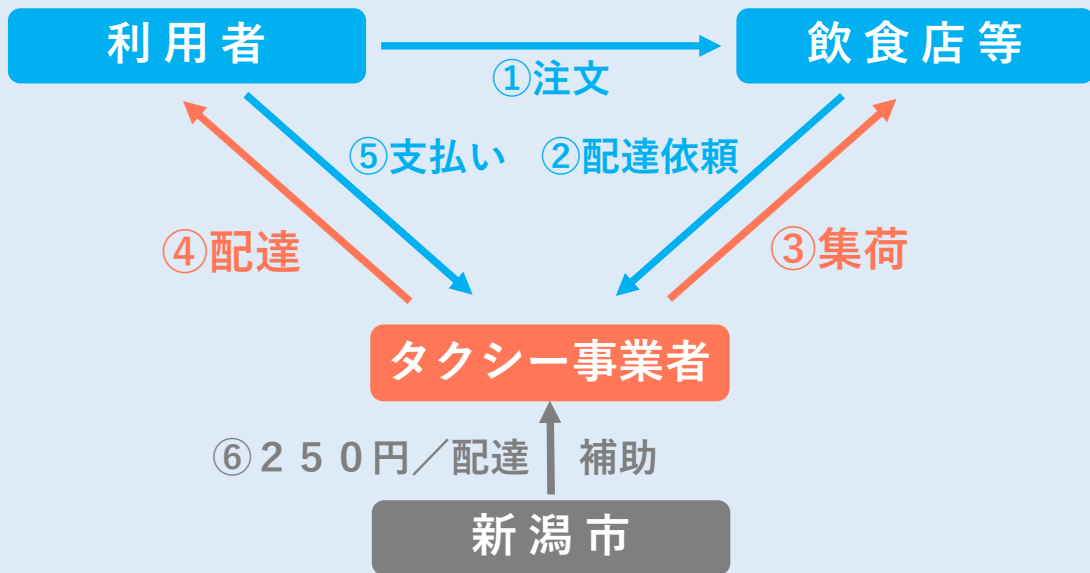 利用者
飲食店等
①注文
⑤支払い
②配達依頼
④配達
③集荷
タクシー事業者
⑥２５０円／配達 補助
新潟市